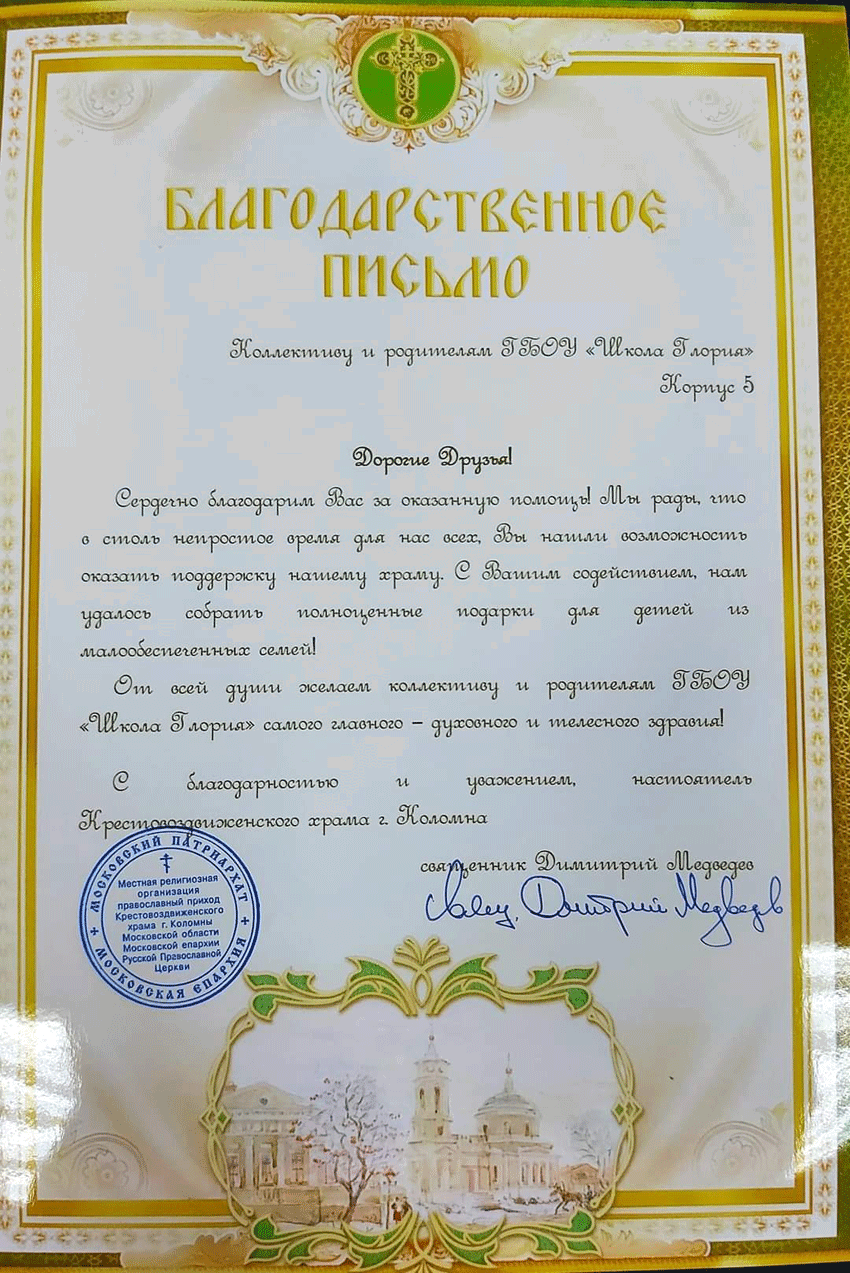 БЛАГОДАРСТВЕННОЕ
ПИСЬМО
Коллективу и родителям ГБОУ «Школа Глория»
Корпус 5
Дорогие Друзья!
Сердечно благодарим Вас за оказанную помощь! Мы рады, что
в столь непростое время для нас всех, Вы нашли возможность
оказать поддержку нашему храму. С Вашим содействием, нам
удалось собрать полноценные подарки для детей из
малообеспеченных семей!
От всей души желаем коллективу и родителям ГБОУ
«Школа Глория» самого главного – духовного и телесного здравия!
С благодарностью и уважением, настоятель
Крестовоздвиженского храма г. Коломна
священник Димитрий Медведев
свящ. Димитрий Медведев
МОСКОВСКИЙ ПАТРИАРХАТ
Местная религиозная
организация
православный приход
Крестовоздвиженского
храма г. Коломны
Московской области
Московской епархии
Русской Православной
Церкви
МОСКОВСКАЯ ЕПАРХИЯ